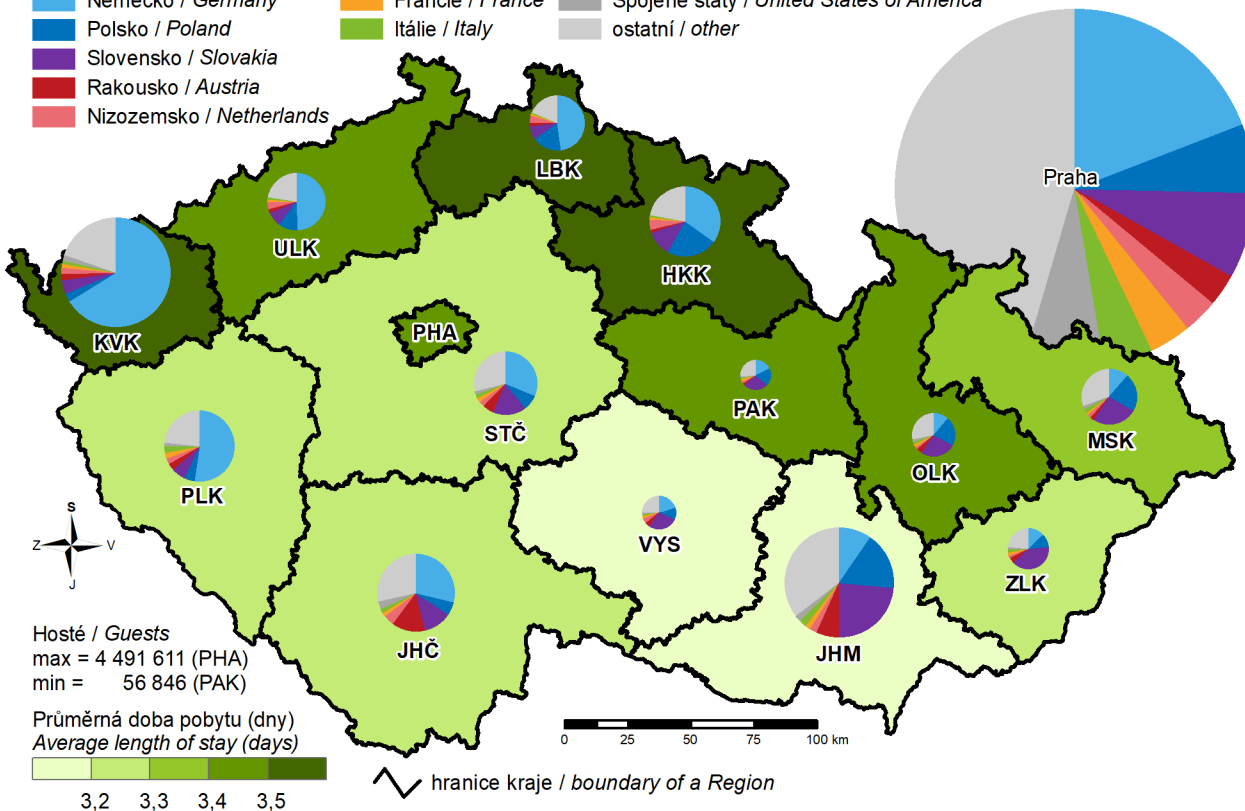 Německo / Germany
Francie / France
Spojené státy / United States of America
Polsko / Poland
Itálie / Italy
ostatní / other
Slovensko / Slovakia
Rakousko / Austria
Nizozemsko / Netherlands
Praha
LBK
ULK
HKK
KVK
PHA
PAK
STČ
MSK
OLK
PLK
VYS
ZLK
JHČ
JHM
S
Z V
J
Hosté / Guests
max = 4 491 611 (PHA)
min = 56 846 (PAK)
Průměrná doba pobytu (dny)
Average length of stay (days)
3,2 3,3 3,4 3,5
0 25 50 75 100 km
hranice kraje / boundary of a Region